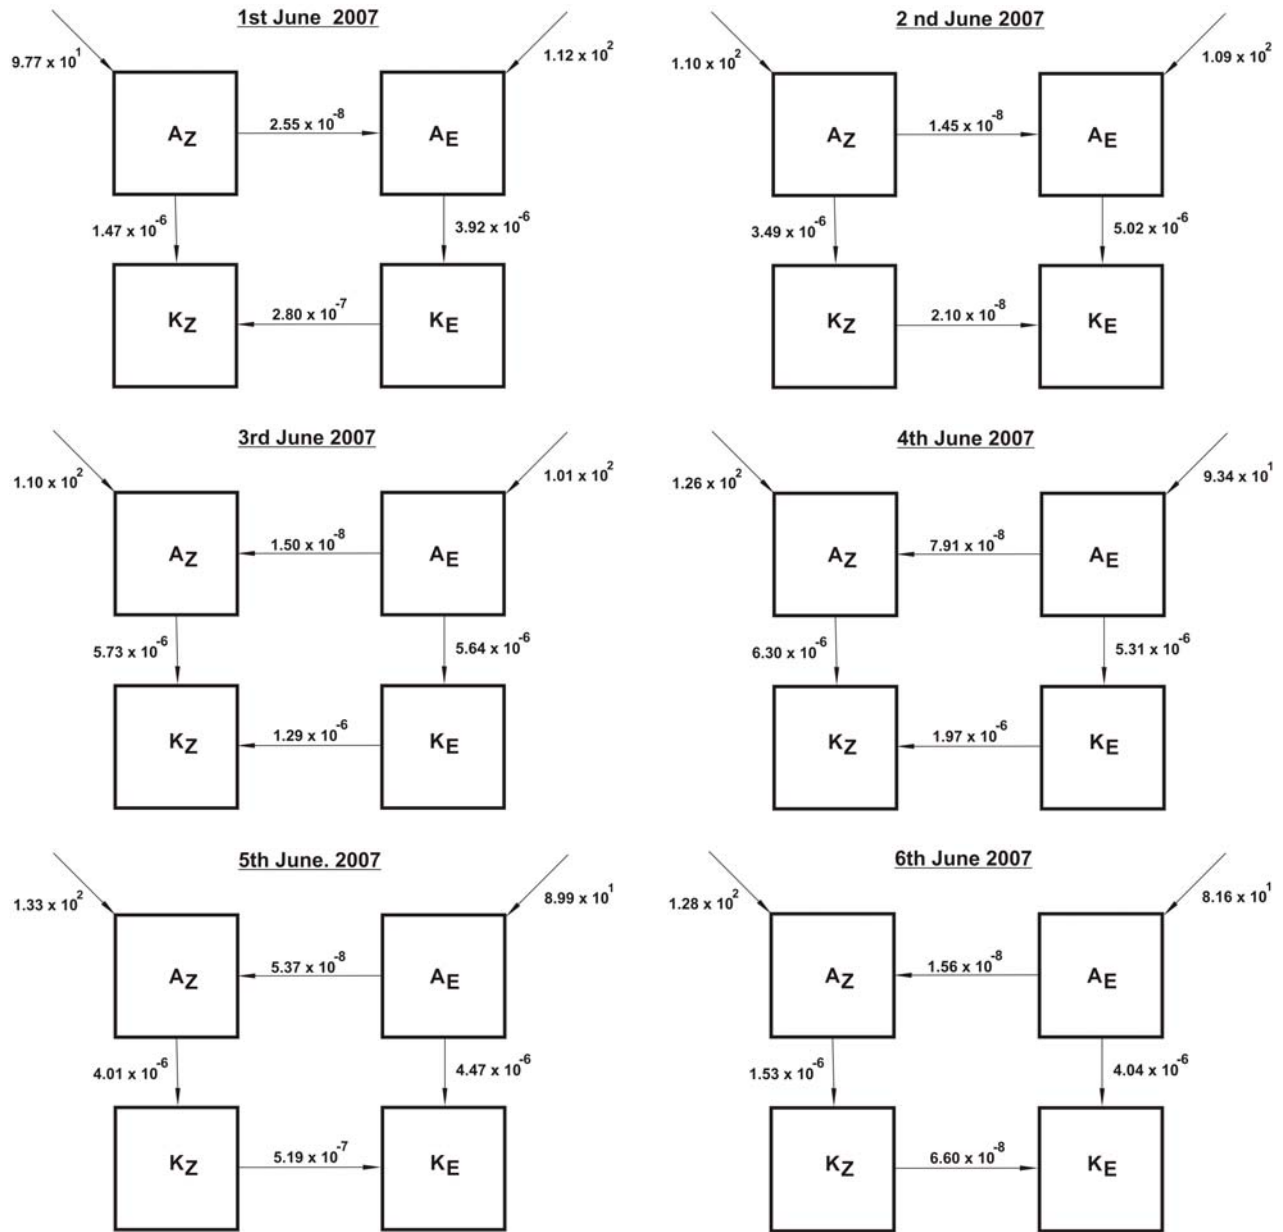 1st June 2007
9.77 x 10^1
1.12 x 10^2
A_Z
2.55 x 10^-8
A_E
1.47 x 10^-6
3.92 x 10^-6
K_Z
2.80 x 10^-7
K_E
2 nd June 2007
1.10 x 10^2
1.09 x 10^2
A_Z
1.45 x 10^-8
A_E
3.49 x 10^-6
5.02 x 10^-6
K_Z
2.10 x 10^-8
K_E
3rd June 2007
1.10 x 10^2
1.01 x 10^2
A_Z
1.50 x 10^-8
A_E
5.73 x 10^-6
5.64 x 10^-6
K_Z
1.29 x 10^-6
K_E
4th June 2007
1.26 x 10^2
9.34 x 10^1
A_Z
7.91 x 10^-8
A_E
6.30 x 10^-6
5.31 x 10^-6
K_Z
1.97 x 10^-6
K_E
5th June. 2007
1.33 x 10^2
8.99 x 10^1
A_Z
5.37 x 10^-8
A_E
4.01 x 10^-6
4.47 x 10^-6
K_Z
5.19 x 10^-7
K_E
6th June 2007
1.28 x 10^2
8.16 x 10^1
A_Z
1.56 x 10^-8
A_E
1.53 x 10^-6
4.04 x 10^-6
K_Z
6.60 x 10^-8
K_E